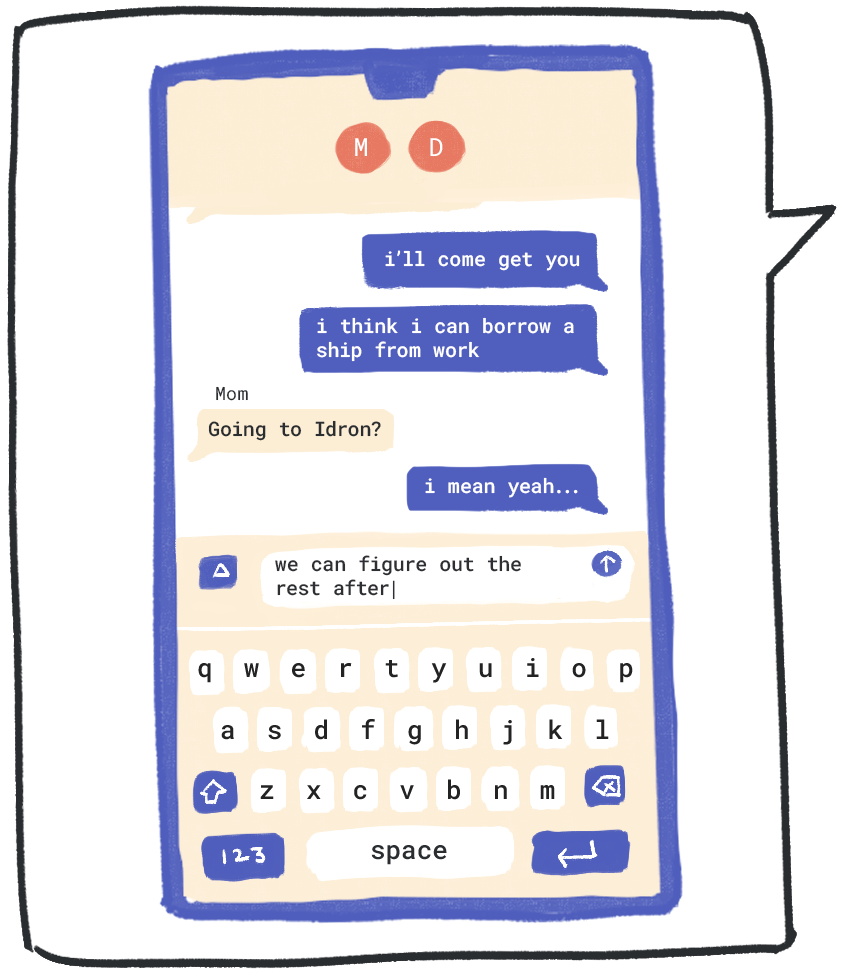 M D
i’ll come get you
i think i can borrow a
ship from work
Mom
Going to Idron?
i mean yeah...
we can figure out the
rest after
q w e r t y u i o p
a s d f g h j k l
z x c v b n m
123 space